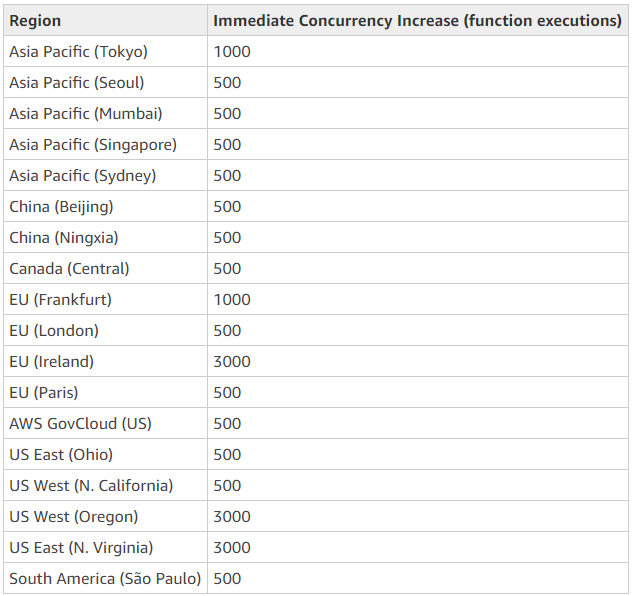 Region Immediate Concurrency Increase (function executions)
Asia Pacific (Tokyo) 1000
Asia Pacific (Seoul) 500
Asia Pacific (Mumbai) 500
Asia Pacific (Singapore) 500
Asia Pacific (Sydney) 500
China (Beijing) 500
China (Ningxia) 500
Canada (Central) 500
EU (Frankfurt) 1000
EU (London) 500
EU (Ireland) 3000
EU (Paris) 500
AWS GovCloud (US) 500
US East (Ohio) 500
US West (N. California) 500
US West (Oregon) 3000
US East (N. Virginia) 3000
South America (São Paulo) 500